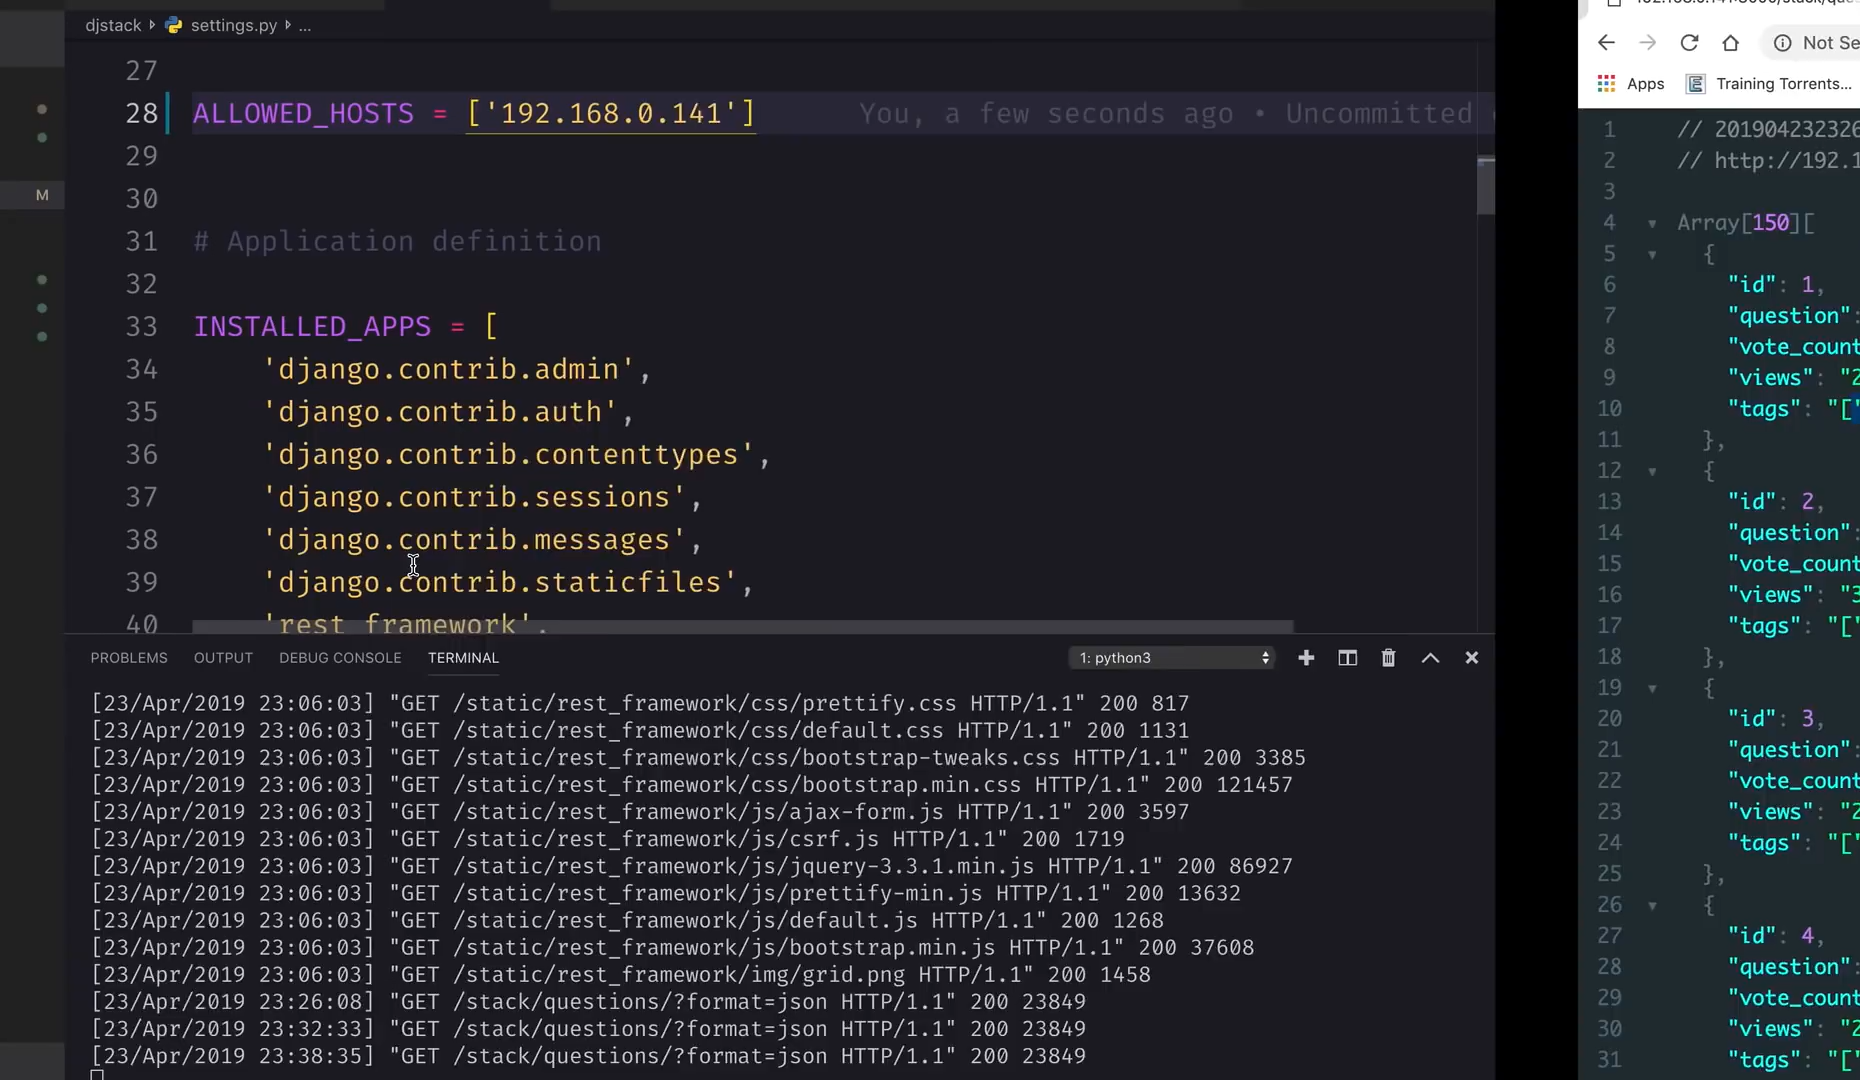 djstack settings.py ...
27
28 ALLOWED_HOSTS = ['192.168.0.141'] You, a few seconds ago • Uncommitted
29
30
31 # Application definition
32
33 INSTALLED_APPS = [
34 'django.contrib.admin',
35 'django.contrib.auth',
36 'django.contrib.contenttypes',
37 'django.contrib.sessions',
38 'django.contrib.messages',
39 'django.contrib.staticfiles',
40 'rest_framework',
M
PROBLEMS OUTPUT DEBUG CONSOLE TERMINAL 1: python3
[23/Apr/2019 23:06:03] "GET /static/rest_framework/css/prettify.css HTTP/1.1" 200 817
[23/Apr/2019 23:06:03] "GET /static/rest_framework/css/default.css HTTP/1.1" 200 1131
[23/Apr/2019 23:06:03] "GET /static/rest_framework/css/bootstrap-tweaks.css HTTP/1.1" 200 3385
[23/Apr/2019 23:06:03] "GET /static/rest_framework/css/bootstrap.min.css HTTP/1.1" 200 121457
[23/Apr/2019 23:06:03] "GET /static/rest_framework/js/ajax-form.js HTTP/1.1" 200 3597
[23/Apr/2019 23:06:03] "GET /static/rest_framework/js/csrf.js HTTP/1.1" 200 1719
[23/Apr/2019 23:06:03] "GET /static/rest_framework/js/jquery-3.3.1.min.js HTTP/1.1" 200 86927
[23/Apr/2019 23:06:03] "GET /static/rest_framework/js/prettify-min.js HTTP/1.1" 200 13632
[23/Apr/2019 23:06:03] "GET /static/rest_framework/js/default.js HTTP/1.1" 200 1268
[23/Apr/2019 23:06:03] "GET /static/rest_framework/js/bootstrap.min.js HTTP/1.1" 200 37608
[23/Apr/2019 23:06:03] "GET /static/rest_framework/img/grid.png HTTP/1.1" 200 1458
[23/Apr/2019 23:26:08] "GET /stack/questions/?format=json HTTP/1.1" 200 23849
[23/Apr/2019 23:32:33] "GET /stack/questions/?format=json HTTP/1.1" 200 23849
[23/Apr/2019 23:38:35] "GET /stack/questions/?format=json HTTP/1.1" 200 23849
Not Se
Apps Training Torrents...
1 // 201904232326
2 // http://192.1
3
4 Array[150][
5 {
6 "id": 1,
7 "question":
8 "vote_count
9 "views": "2
10 "tags": "['
11 },
12 {
13 "id": 2,
14 "question":
15 "vote_count
16 "views": "3
17 "tags": "['
18 },
19 {
20 "id": 3,
21 "question":
22 "vote_count
23 "views": "2
24 "tags": "['
25 },
26 {
27 "id": 4,
28 "question":
29 "vote_count
30 "views": "2
31 "tags": "['